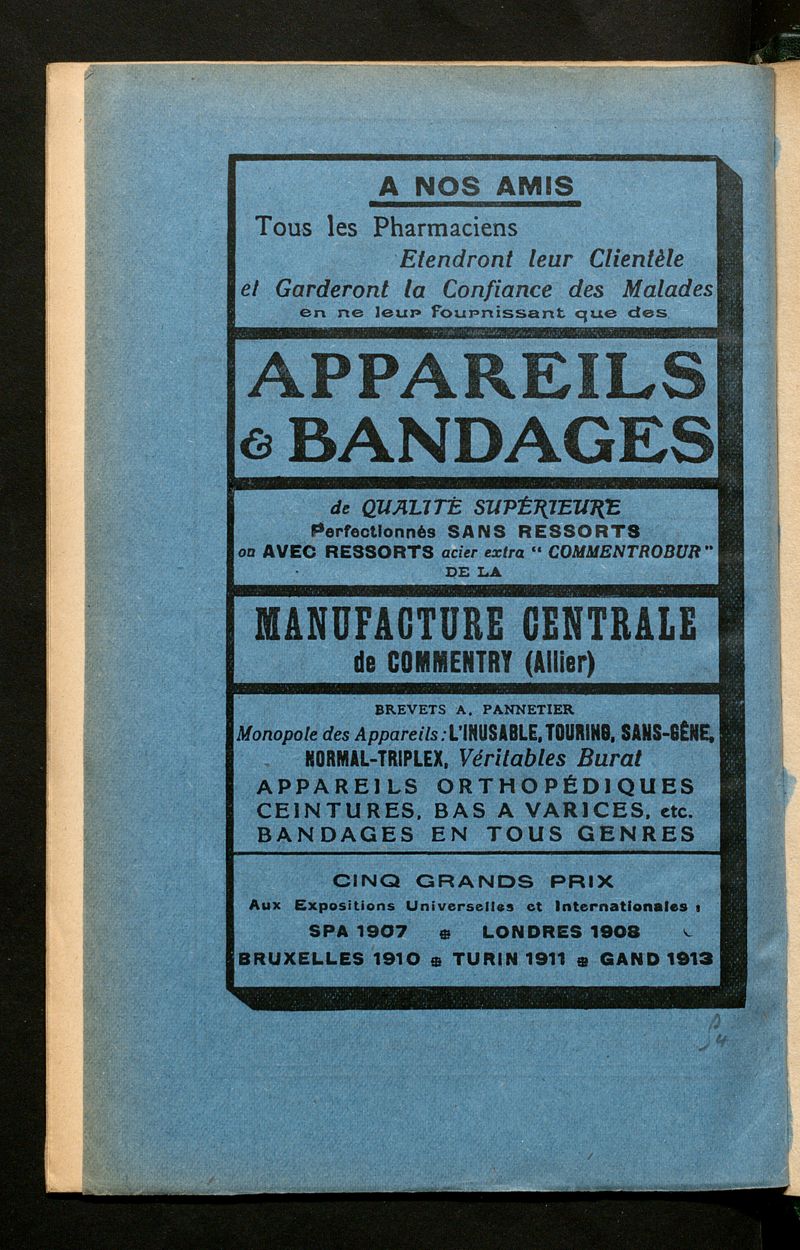 A NOS AMIS
Tous les Pharmaciens
Etendront leur Clientèle
et Garderont la Confiance des Malades
en ne leur fournissant que des
APPAREILS
& BANDAGES
de QUALITÉ SUPÉRIEURE
Perfectionnés SANS RESSORTS
ou AVEC RESSORTS acier extra “ COMMENTROBUR ”
DE LA
MANUFACTURE CENTRALE
de COMMENTRY (Allier)
BREVETS A. PANNETIER
Monopole des Appareils : L'INUSABLE, TOURING, SANS-GÊNE,
NORMAL-TRIPLEX, Véritables Burat
APPAREILS ORTHOPÉDIQUES
CEINTURES, BAS A VARICES, etc.
BANDAGES EN TOUS GENRES
CINQ GRANDS PRIX
Aux Expositions Universelles et Internationales :
SPA 1907 ⊕ LONDRES 1908
BRUXELLES 1910 ⊕ TURIN 1911 ⊕ GAND 1913